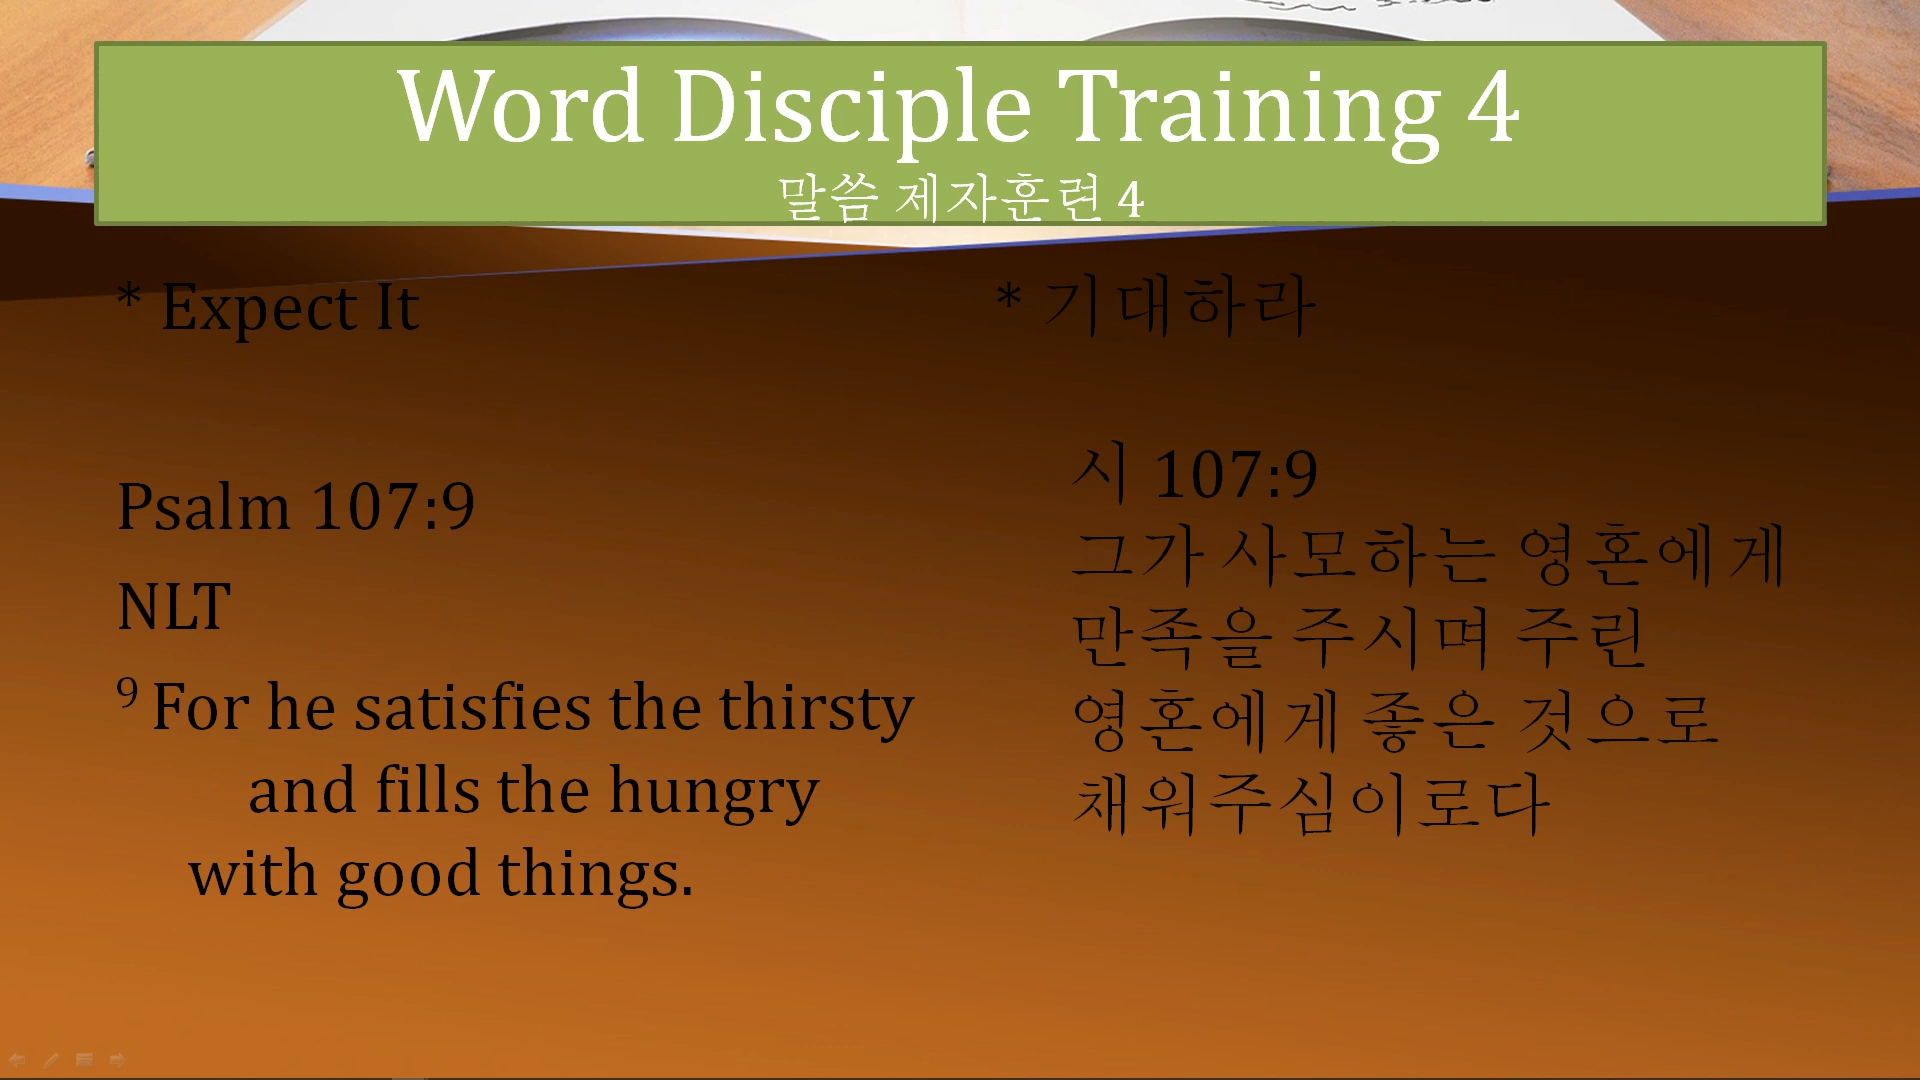 Word Disciple Training 4
말씀 제자훈련 4
* Expect It
Psalm 107:9
NLT
9 For he satisfies the thirsty
and fills the hungry
with good things.
* 기대하라
시 107:9
그가 사모하는 영혼에게
만족을 주시며 주린
영혼에게 좋은 것으로
채워주심이로다